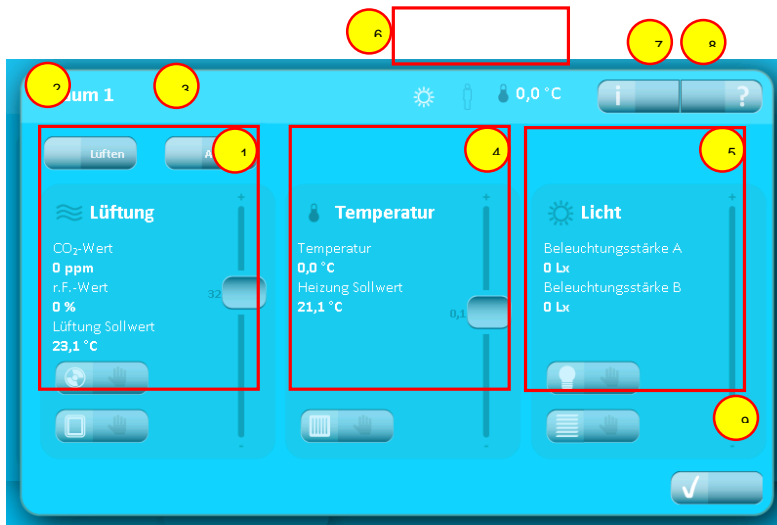 6
7
8
2
3
aum 1
0,0 °C
i
?
1
4
5
Lüften
A
Lüftung
Temperatur
Licht
+
+
+
CO₂-Wert
0 ppm
r.F.-Wert
0 %
Lüftung Sollwert
23,1 °C
32
Temperatur
0,0 °C
Heizung Sollwert
21,1 °C
0,1
Beleuchtungsstärke A
0 Lx
Beleuchtungsstärke B
0 Lx
9
-
-
-